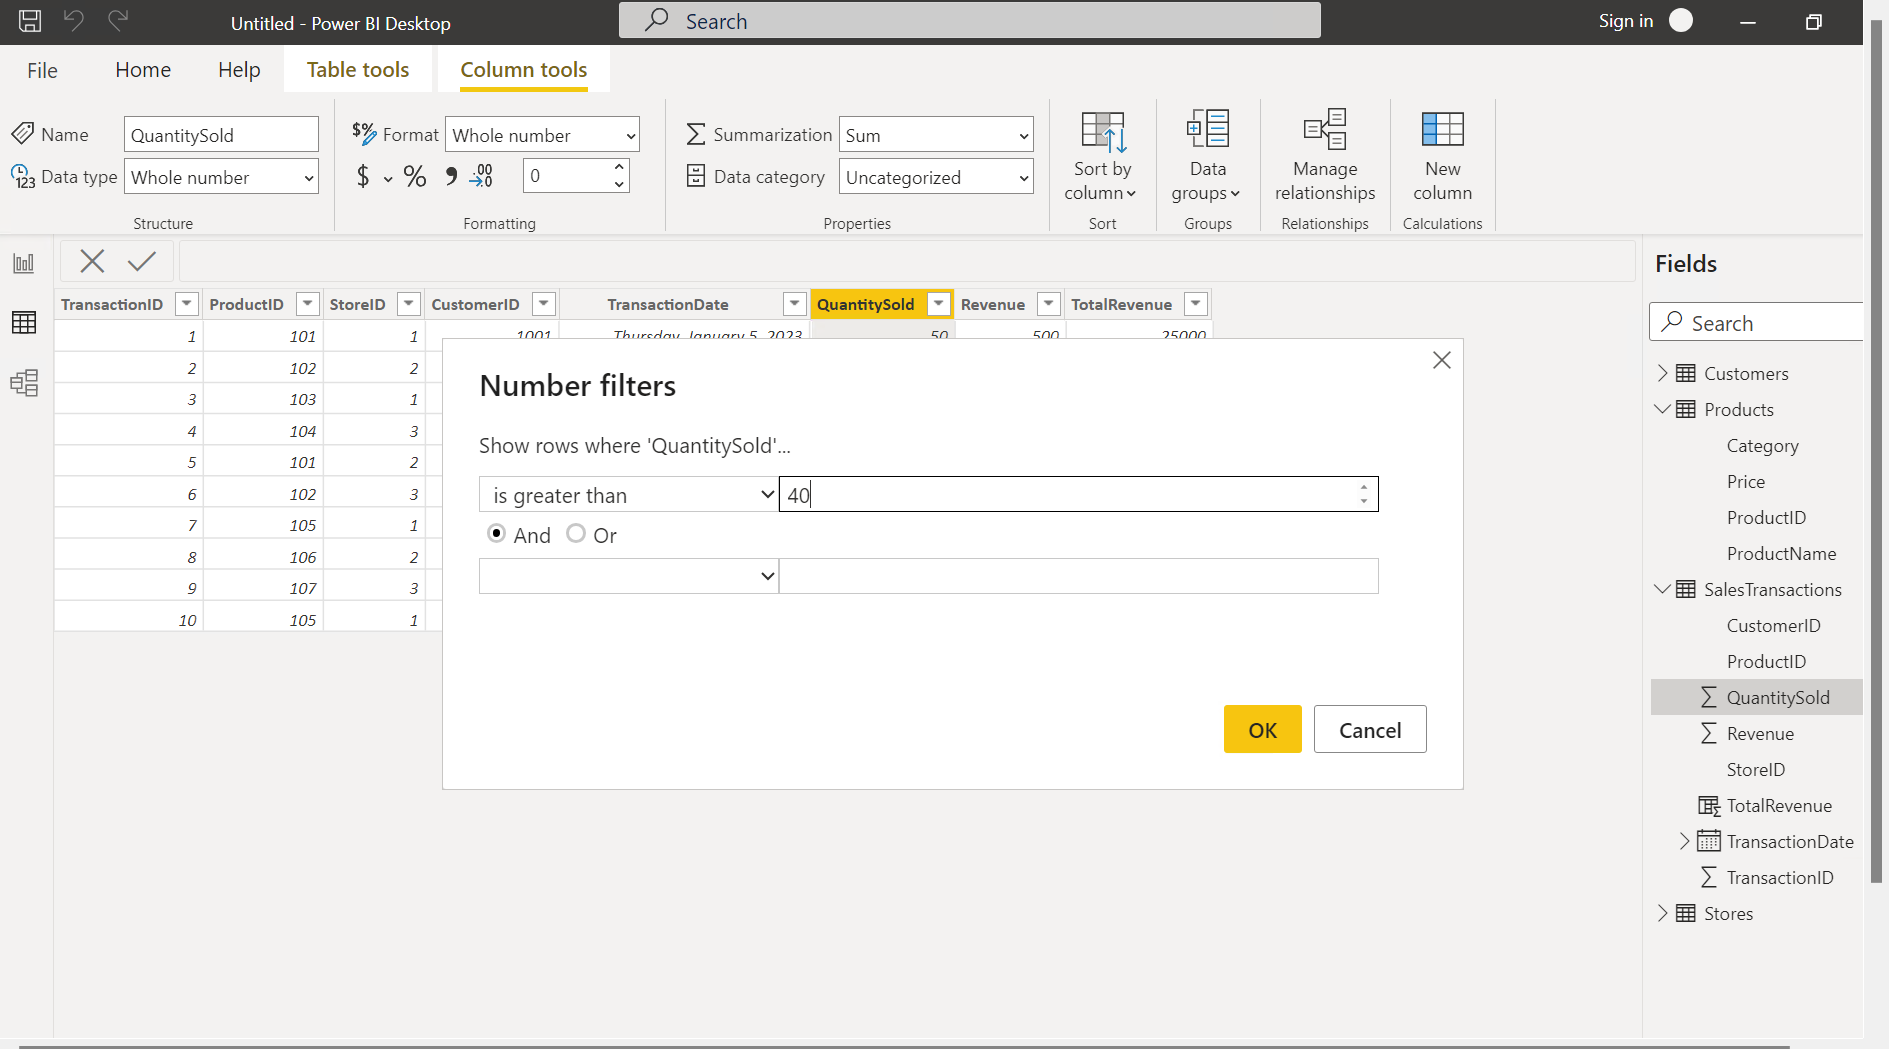 Untitled - Power BI Desktop
Search
Sign in
File Home Help Table tools Column tools
Name QuantitySold
Data type Whole number
Structure
Format Whole number
$ % , .00 0
Formatting
Summarization Sum
Data category Uncategorized
Properties
Sort by
column
Sort
Data
groups
Groups
Manage
relationships
Relationships
New
column
Calculations
TransactionID ProductID StoreID CustomerID TransactionDate QuantitySold Revenue TotalRevenue
1 101 1 1001 Thursday, January 5, 2023 50 500 25000
2 102 2
3 103 1
4 104 3
5 101 2
6 102 3
7 105 1
8 106 2
9 107 3
10 105 1
Number filters
Show rows where 'QuantitySold'...
is greater than 40
And Or
OK Cancel
Fields
Search
Customers
Products
Category
Price
ProductID
ProductName
SalesTransactions
CustomerID
ProductID
QuantitySold
Revenue
StoreID
TotalRevenue
TransactionDate
TransactionID
Stores